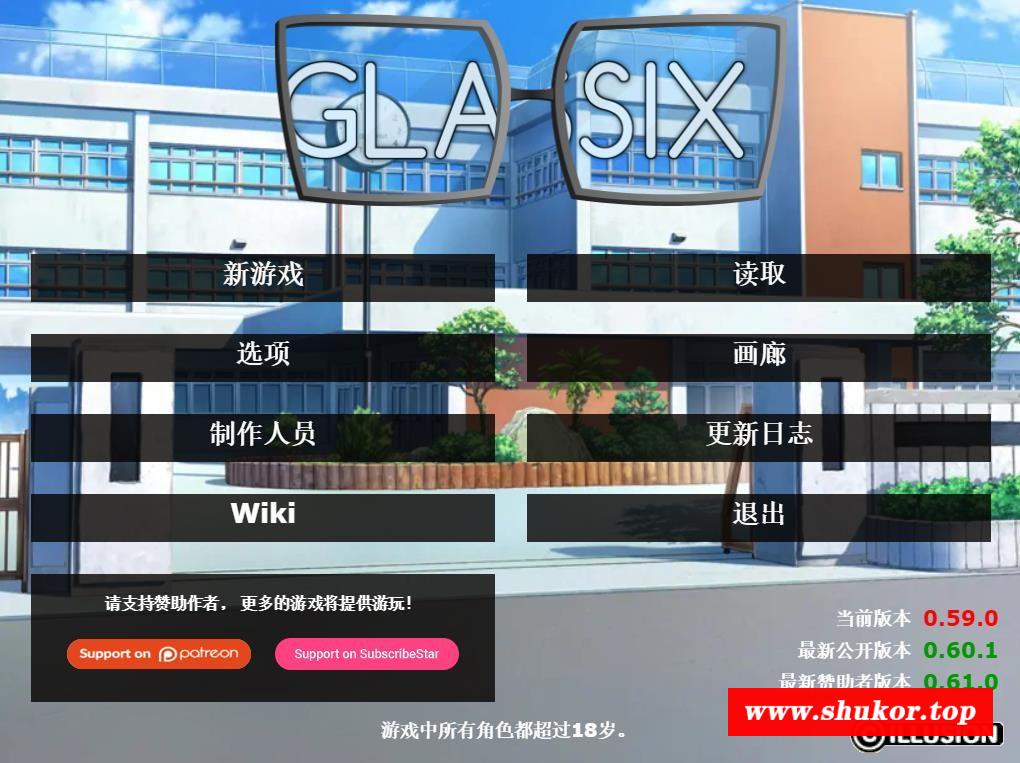 GLASSIX
新游戏
读取
选项
画廊
制作人员
更新日志
Wiki
退出
请支持赞助作者，更多的游戏将提供游玩！
Support on patreon
Support on SubscribeStar
当前版本 0.59.0
最新公开版本 0.60.1
最新赞助者版本 0.61.0
www.shukor.top
©ILLUSION
游戏中所有角色都超过18岁。